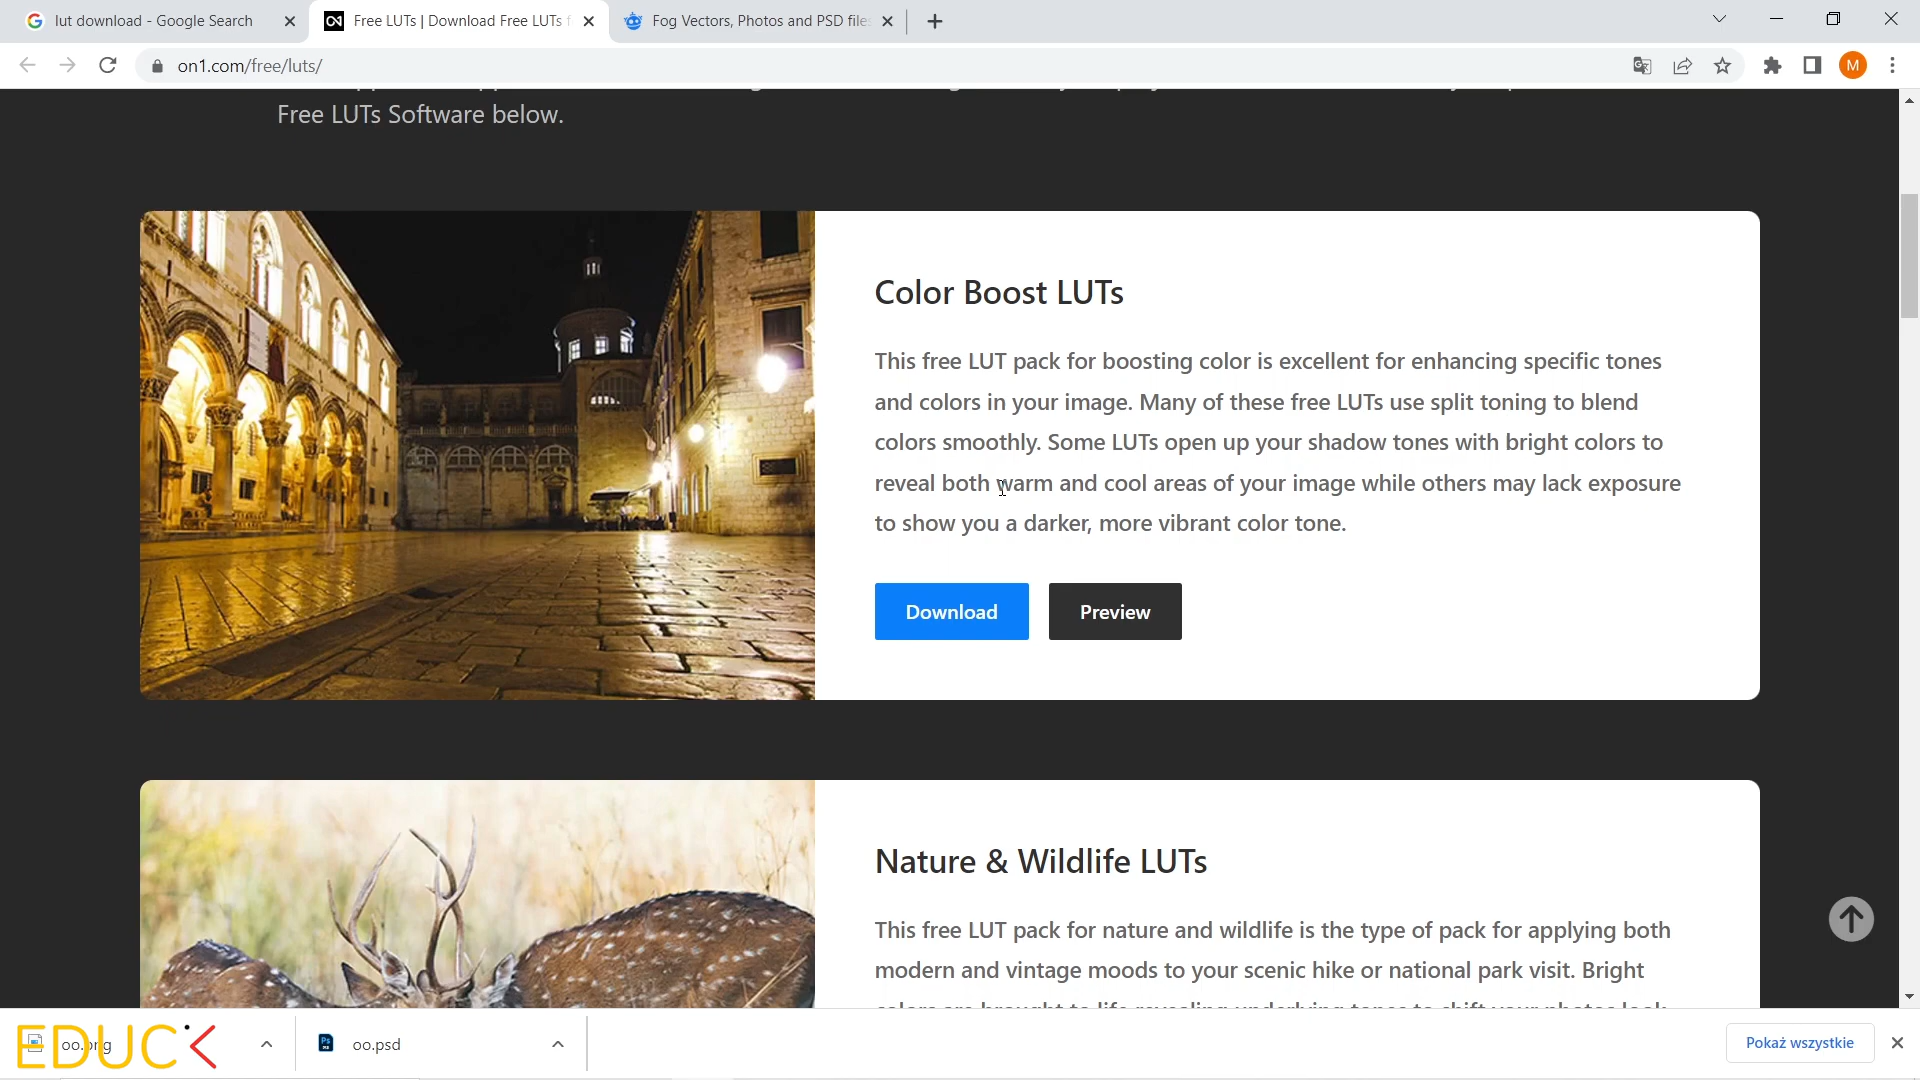 lut download - Google Search
Free LUTs | Download Free LUTs f
Fog Vectors, Photos and PSD files
on1.com/free/luts/
M
Free LUTs Software below.
Color Boost LUTs
This free LUT pack for boosting color is excellent for enhancing specific tones
and colors in your image. Many of these free LUTs use split toning to blend
colors smoothly. Some LUTs open up your shadow tones with bright colors to
reveal both warm and cool areas of your image while others may lack exposure
to show you a darker, more vibrant color tone.
Download
Preview
Nature & Wildlife LUTs
This free LUT pack for nature and wildlife is the type of pack for applying both
modern and vintage moods to your scenic hike or national park visit. Bright
EDUCK
oo.png
oo.psd
Pokaż wszystkie